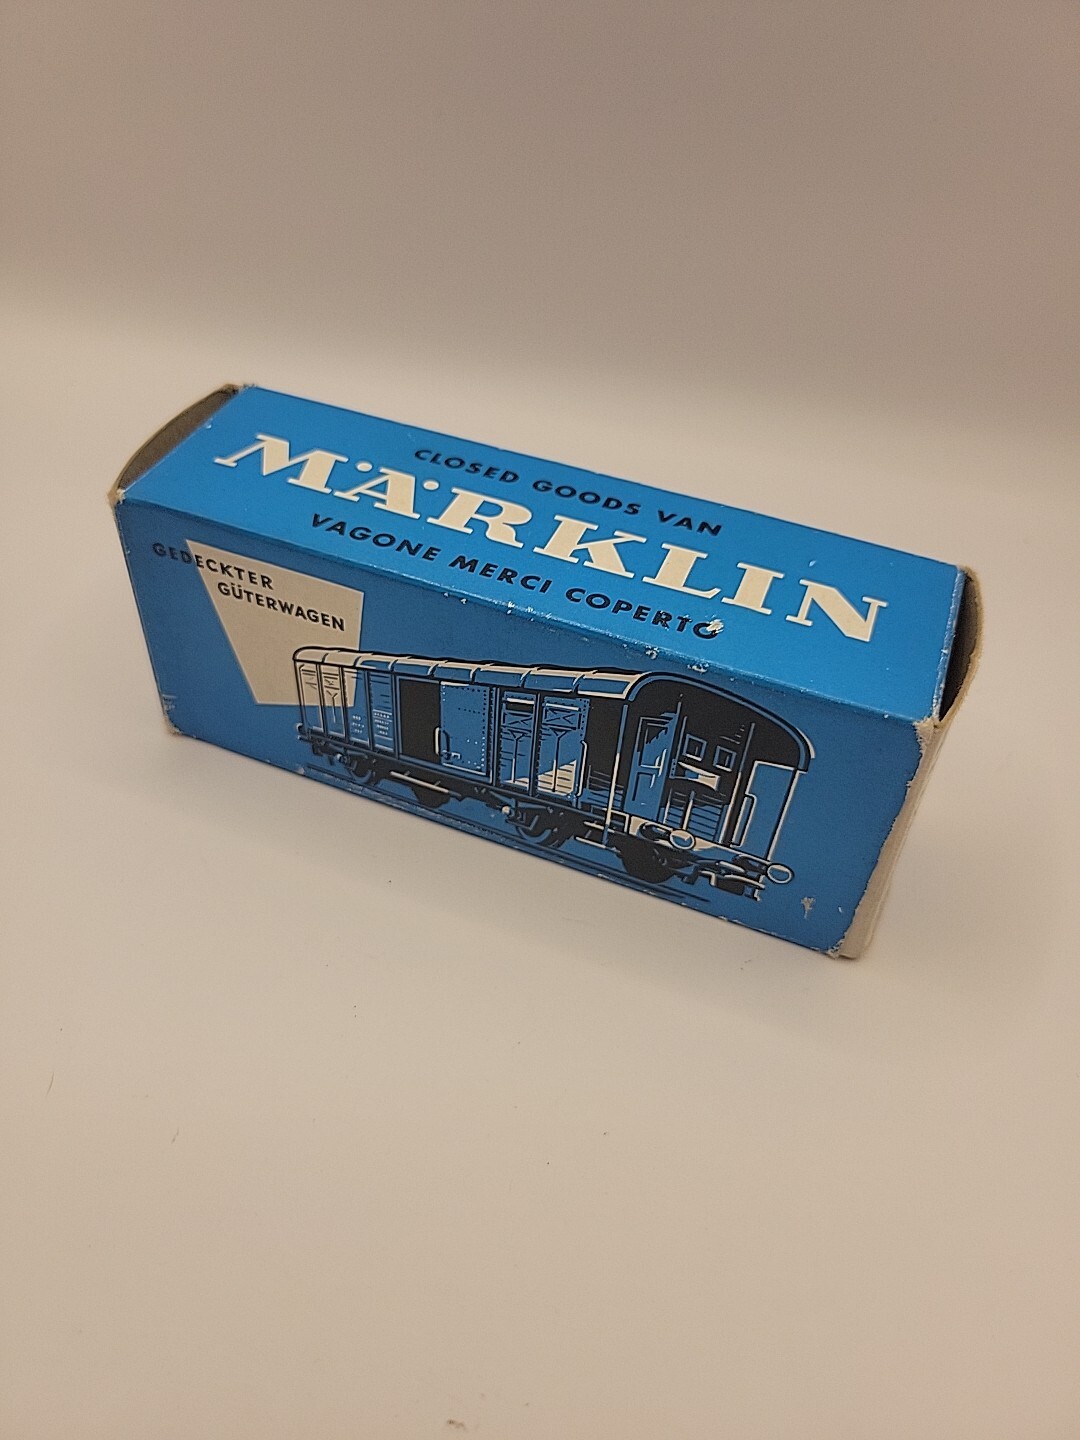 CLOSED GOODS VAN
MÄRKLIN
VAGONE MERCI COPERTO
GEDECKTER
GÜTERWAGEN